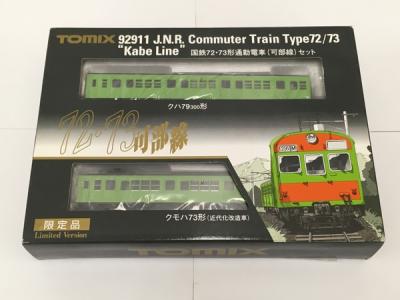 TOMIX 92911 J.N.R. Commuter Train Type72/73
"Kabe Line" 国鉄72・73形通勤電車(可部線)セット
クハ79300形
72・73可部線
クモハ73形(近代化改造車)
限定品
Limited Version